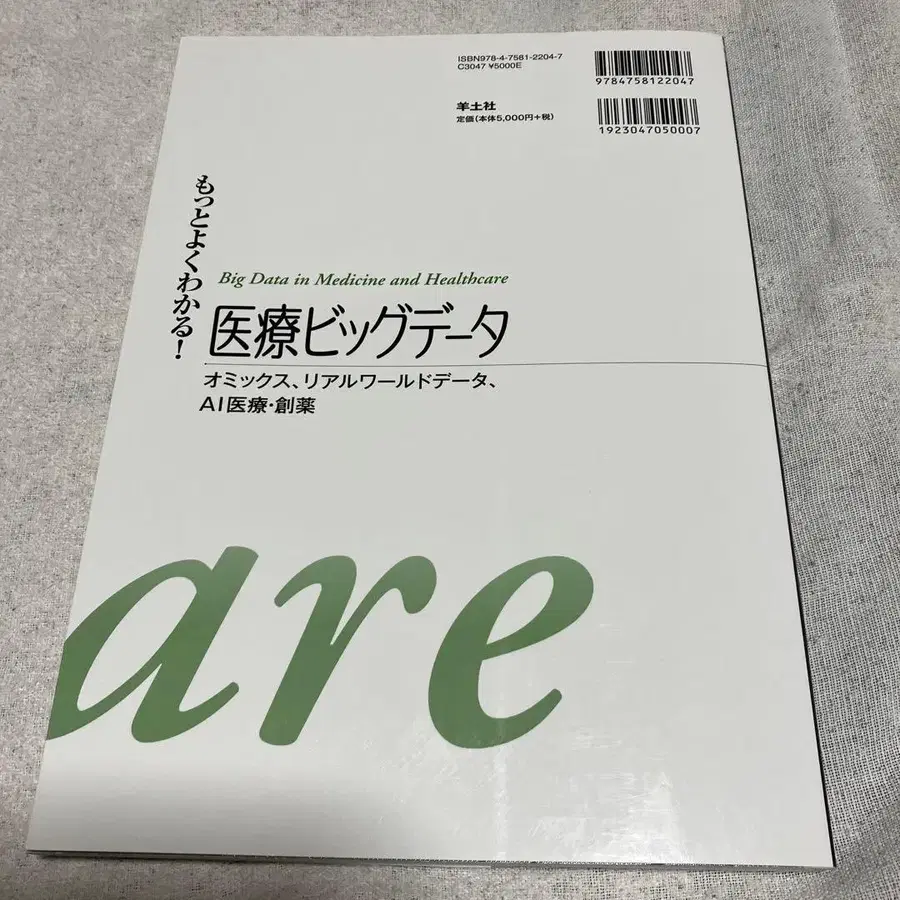 ISBN978-4-7581-2204-7
C3047 ¥5000E
9784758122047
羊土社
定価(本体5,000円+税)
1923047050007
もっとよくわかる!
Big Data in Medicine and Healthcare
医療ビッグデータ
オミックス、リアルワールドデータ、
AI医療・創薬
are